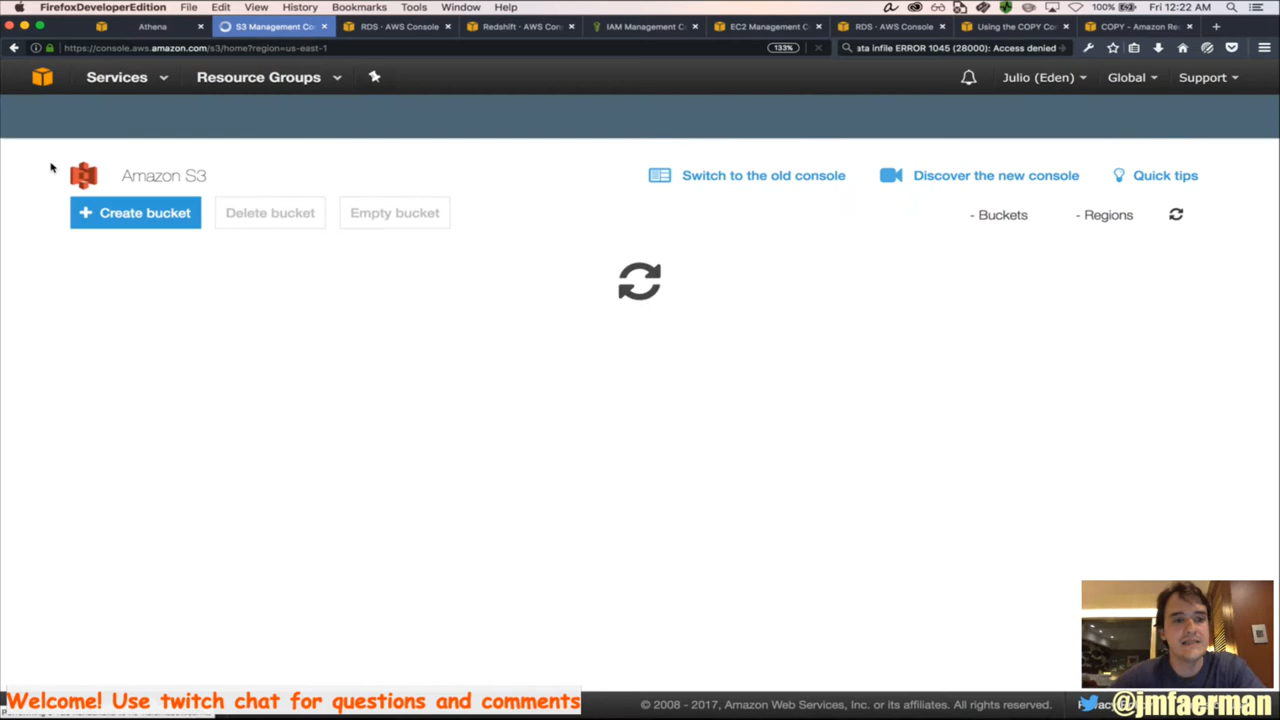 FirefoxDeveloperEdition File Edit View History Bookmarks Tools Window Help 100% Fri 12:22 AM
Athena S3 Management Co RDS - AWS Console Redshift - AWS Con IAM Management C EC2 Management C RDS - AWS Console Using the COPY Co COPY - Amazon Re
https://console.aws.amazon.com/s3/home?region=us-east-1 133% ata infile ERROR 1045 (28000): Access denied
Services Resource Groups Julio (Eden) Global Support
Amazon S3 Switch to the old console Discover the new console Quick tips
+ Create bucket Delete bucket Empty bucket - Buckets - Regions
Welcome! Use twitch chat for questions and comments
© 2008 - 2017, Amazon Web Services, Inc. or its affiliates. All rights reserved.
@jmfaerman